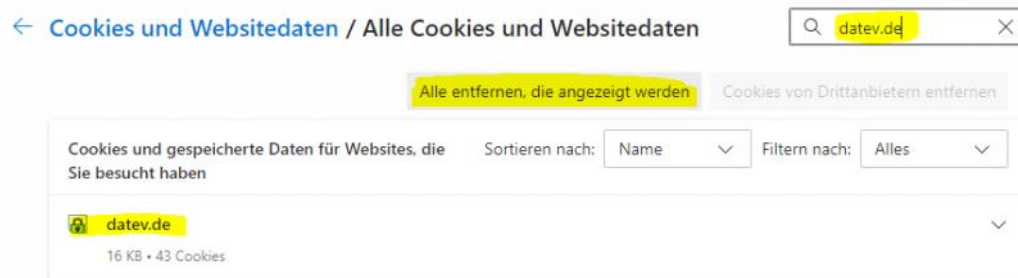 ← Cookies und Websitedaten / Alle Cookies und Websitedaten
datev.de
Alle entfernen, die angezeigt werden
Cookies von Drittanbietern entfernen
Cookies und gespeicherte Daten für Websites, die
Sie besucht haben
Sortieren nach: Name
Filtern nach: Alles
datev.de
16 KB • 43 Cookies